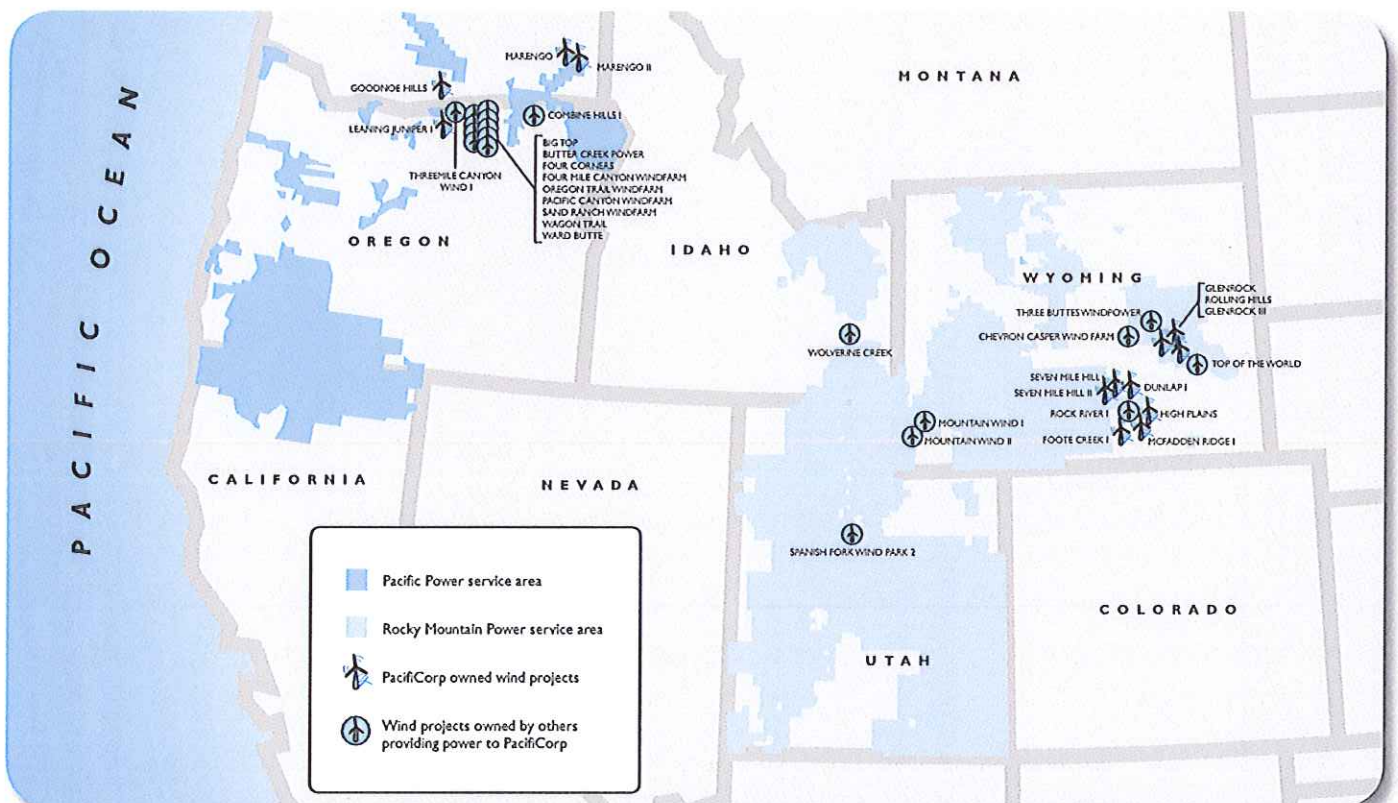 PACIFIC OCEAN
MARENGO
MARENGO II
MONTANA
GOODNOE HILLS
LEANING JUNIPER I
COMBINE HILLS I
THREEMILE CANYON
WIND I
BIG TOP
BUTTER CREEK POWER
FOUR CORNERS
FOUR MILE CANYON WINDFARM
OREGON TRAIL WINDFARM
PACIFIC CANYON WINDFARM
SAND RANCH WINDFARM
WAGON TRAIL
WARD BUTTE
OREGON
IDAHO
WYOMING
GLENROCK
ROLLING HILLS
GLENROCK III
THREE BUTTES WINDPOWER
CHEVRON CASPER WIND FARM
WOLVERINE CREEK
TOP OF THE WORLD
SEVEN MILE HILL
SEVEN MILE HILL II
DUNLAP I
ROCK RIVER I
HIGH PLAINS
MOUNTAIN WIND I
MOUNTAIN WIND II
FOOTE CREEK I
MCFADDEN RIDGE I
CALIFORNIA
NEVADA
SPANISH FORK WIND PARK 2
COLORADO
UTAH
Pacific Power service area
Rocky Mountain Power service area
PacifiCorp owned wind projects
Wind projects owned by others
providing power to PacifiCorp